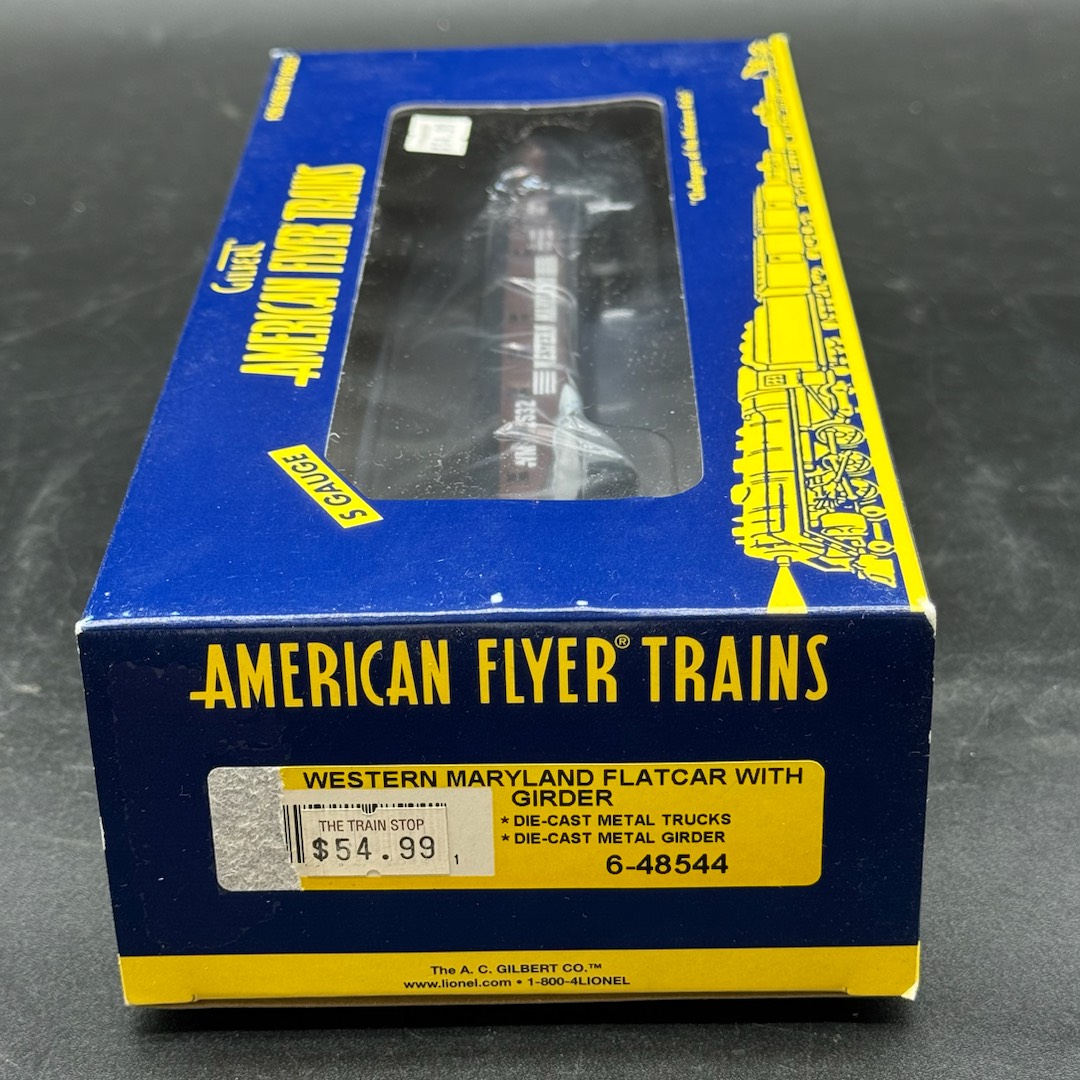 Gilbert
AMERICAN FLYER TRAINS
S GAUGE
AMERICAN FLYER® TRAINS
WESTERN MARYLAND FLATCAR WITH
GIRDER
* DIE-CAST METAL TRUCKS
* DIE-CAST METAL GIRDER
6-48544
THE TRAIN STOP
$54.99
1
The A. C. GILBERT CO.™
www.lionel.com • 1-800-4LIONEL